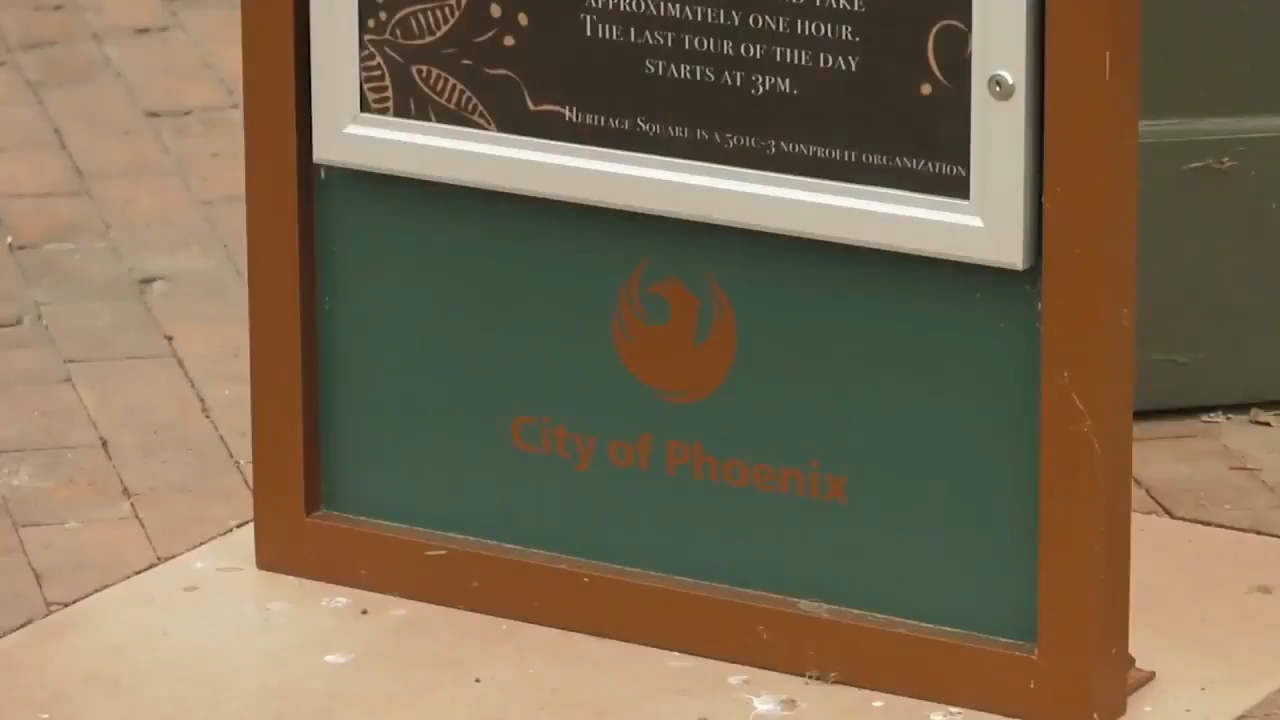 TAKE
APPROXIMATELY ONE HOUR.
THE LAST TOUR OF THE DAY
STARTS AT 3PM.
HERITAGE SQUARE IS A 501C-3 NONPROFIT ORGANIZATION
City of Phoenix